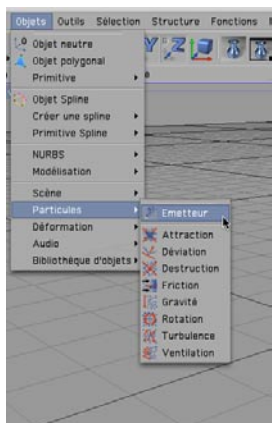 Objets Outils Sélection Structure Fonctions
Objet neutre
Objet polygonal
Primitive
Objet Spline
Créer une spline
Primitive Spline
NURBS
Modélisation
Scène
Particules
Déformation
Audio
Bibliothèque d'objets
Emetteur
Attraction
Déviation
Destruction
Friction
Gravité
Rotation
Turbulence
Ventilation